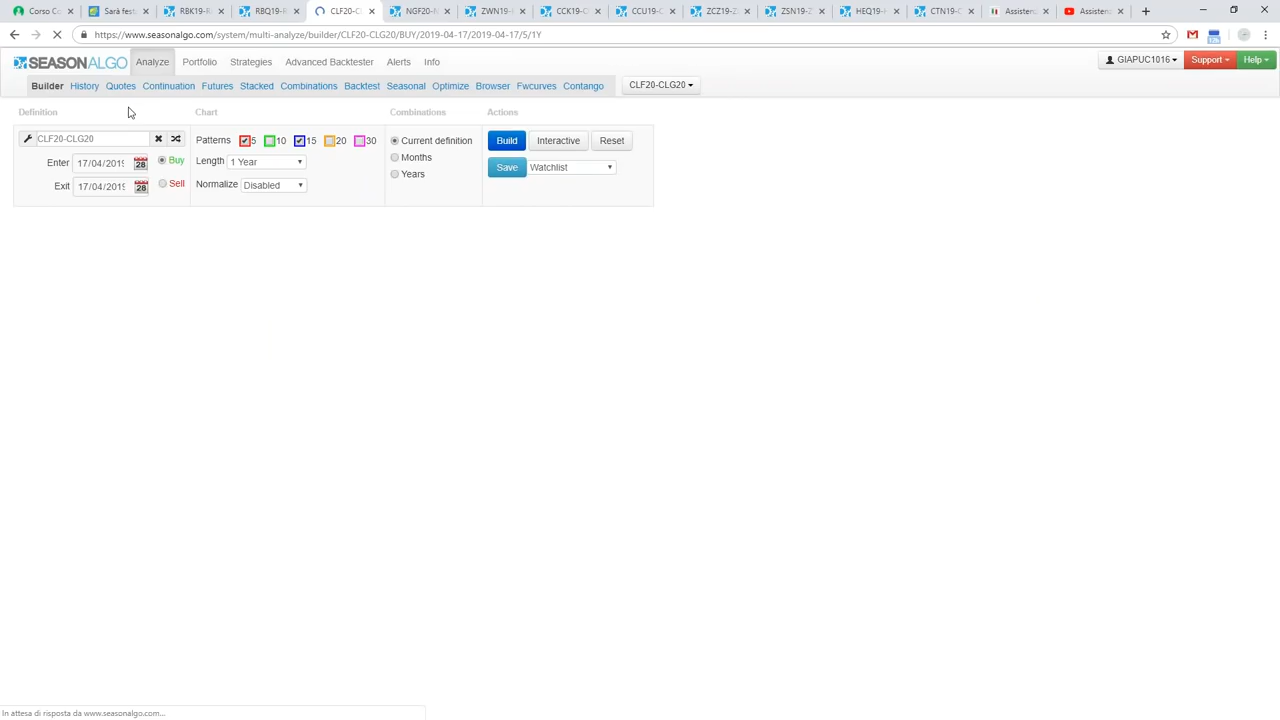 Corso Co
Sarà fest
RBK19-R
RBQ19-R
CLF20-C
NGF20-N
ZWN19-
CCK19-C
CCU19-C
ZCZ19-Z
ZSN19-Z
HEQ19-H
CTN19-C
Assisten
Assisten
https://www.seasonalgo.com/system/multi-analyze/builder/CLF20-CLG20/BUY/2019-04-17/2019-04-17/5/1Y
SEASONALGO Analyze Portfolio Strategies Advanced Backtester Alerts Info GIAPUC1016 Support Help
Builder History Quotes Continuation Futures Stacked Combinations Backtest Seasonal Optimize Browser Fwcurves Contango CLF20-CLG20
Definition Chart Combinations Actions
CLF20-CLG20 Patterns 5 10 15 20 30 Current definition Build Interactive Reset
Enter 17/04/2019 28 Buy Length 1 Year Months Save Watchlist
Exit 17/04/2019 28 Sell Normalize Disabled Years
In attesa di risposta da www.seasonalgo.com...